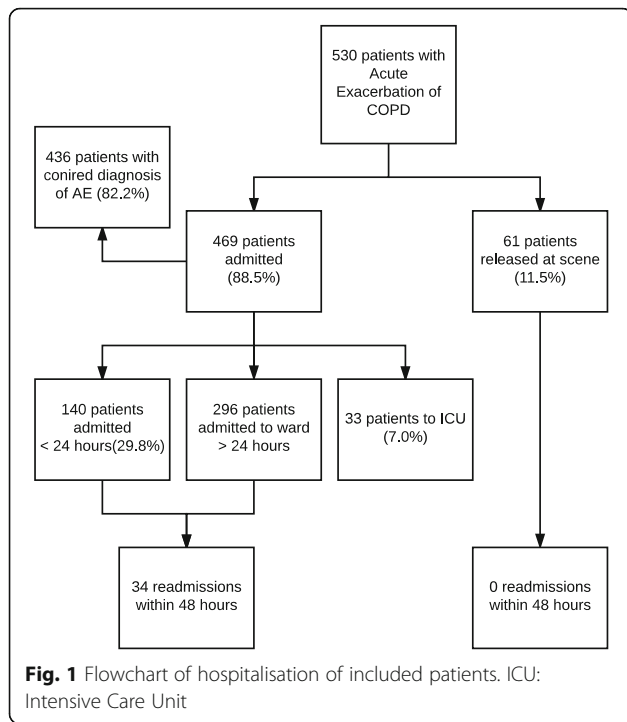 530 patients with
Acute
Exacerbation of
COPD
436 patients with
conired diagnosis
of AE (82.2%)
469 patients
admitted
(88.5%)
61 patients
released at scene
(11.5%)
140 patients
admitted
< 24 hours(29.8%)
296 patients
admitted to ward
> 24 hours
33 patients to ICU
(7.0%)
34 readmissions
within 48 hours
0 readmissions
within 48 hours
Fig. 1 Flowchart of hospitalisation of included patients. ICU:
Intensive Care Unit